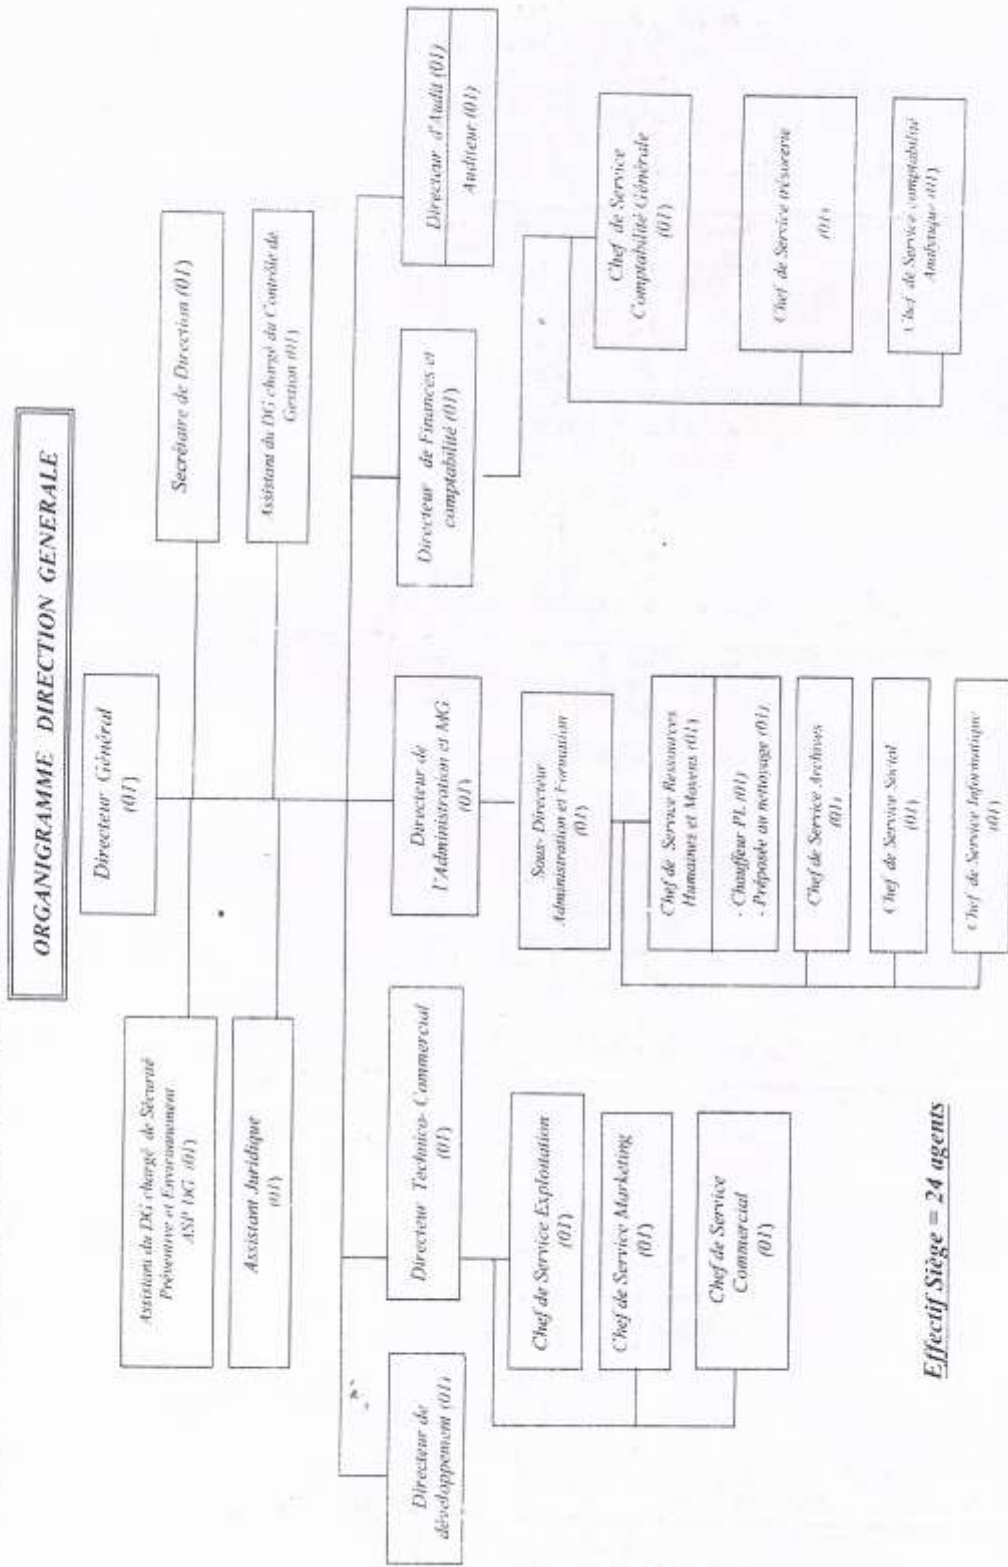 ORGANIGRAMME DIRECTION GENERALE
Directeur Général
(01)
Assistant du DG chargé de Sécurité
Préventive et Environnement
ASP DG (01)
Secrétaire de Direction (01)
Assistant Juridique
(01)
Assistant du DG chargé du Contrôle de
Gestion (01)
Directeur de
développement (01)
Directeur Technico-Commercial
(01)
Directeur de
l'Administration et MG
(01)
Directeur de Finances et
comptabilité (01)
Directeur d'Audit (01)
Auditeur (01)
Chef de Service Exploitation
(01)
Chef de Service Marketing
(01)
Chef de Service
Commercial
(01)
Sous-Directeur
Administration et Formation
(01)
Chef de Service Ressources
Humaines et Moyens (01)
- Chauffeur PL (01)
- Préposée au nettoyage (01)
Chef de Service Archives
(01)
Chef de Service Social
(01)
Chef de Service Informatique
(01)
Chef de Service
Comptabilité Générale
(01)
Chef de Service trésorerie
(01)
Chef de Service comptabilité
Analytique (01)
Effectif Siège = 24 agents